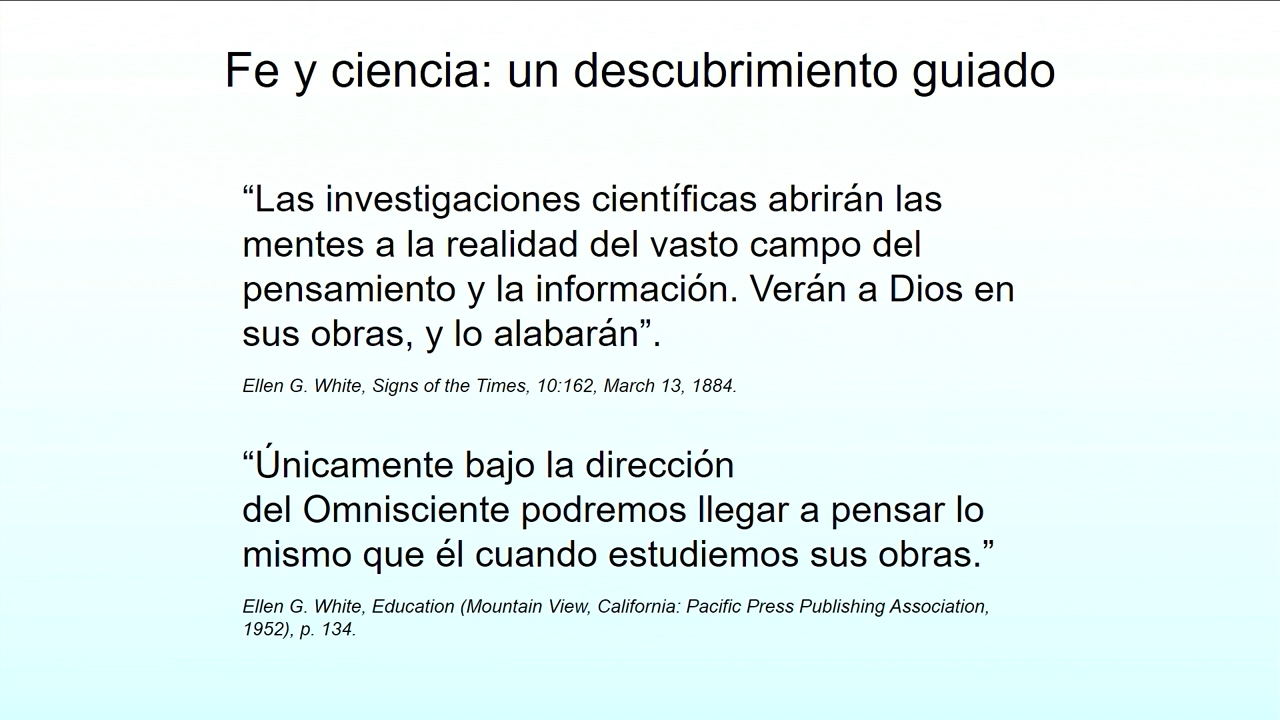 Fe y ciencia: un descubrimiento guiado
“Las investigaciones científicas abrirán las
mentes a la realidad del vasto campo del
pensamiento y la información. Verán a Dios en
sus obras, y lo alabarán”.
Ellen G. White, Signs of the Times, 10:162, March 13, 1884.
“Únicamente bajo la dirección
del Omnisciente podremos llegar a pensar lo
mismo que él cuando estudiemos sus obras.”
Ellen G. White, Education (Mountain View, California: Pacific Press Publishing Association,
1952), p. 134.